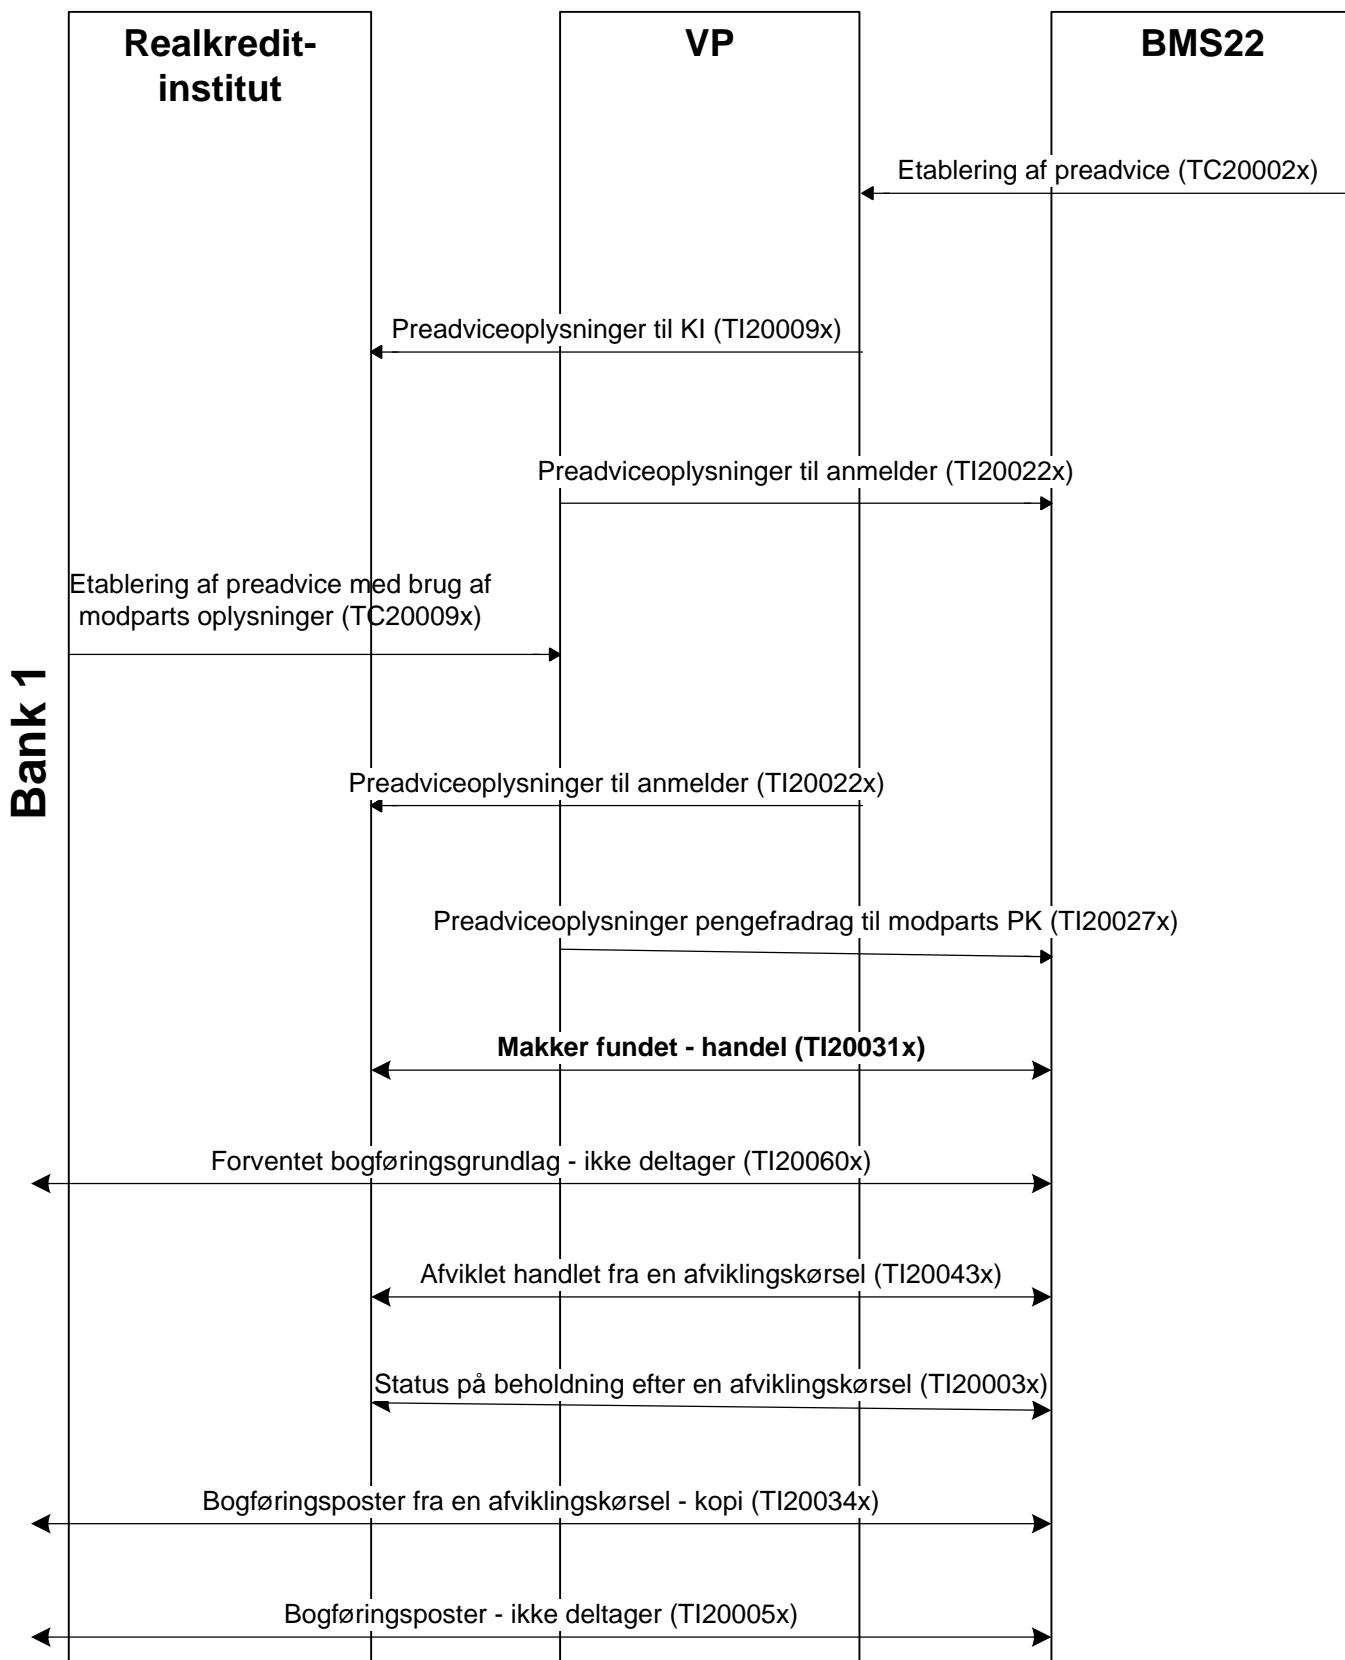 Realkredit-
institut
VP
BMS22
Etablering af preadvice (TC20002x)
Preadviceoplysninger til KI (TI20009x)
Preadviceoplysninger til anmelder (TI20022x)
Etablering af preadvice med brug af
modparts oplysninger (TC20009x)
Bank 1
Preadviceoplysninger til anmelder (TI20022x)
Preadviceoplysninger pengefradrag til modparts PK (TI20027x)
Makker fundet - handel (TI20031x)
Forventet bogføringsgrundlag - ikke deltager (TI20060x)
Afviklet handlet fra en afviklingskørsel (TI20043x)
Status på beholdning efter en afviklingskørsel (TI20003x)
Bogføringsposter fra en afviklingskørsel - kopi (TI20034x)
Bogføringsposter - ikke deltager (TI20005x)